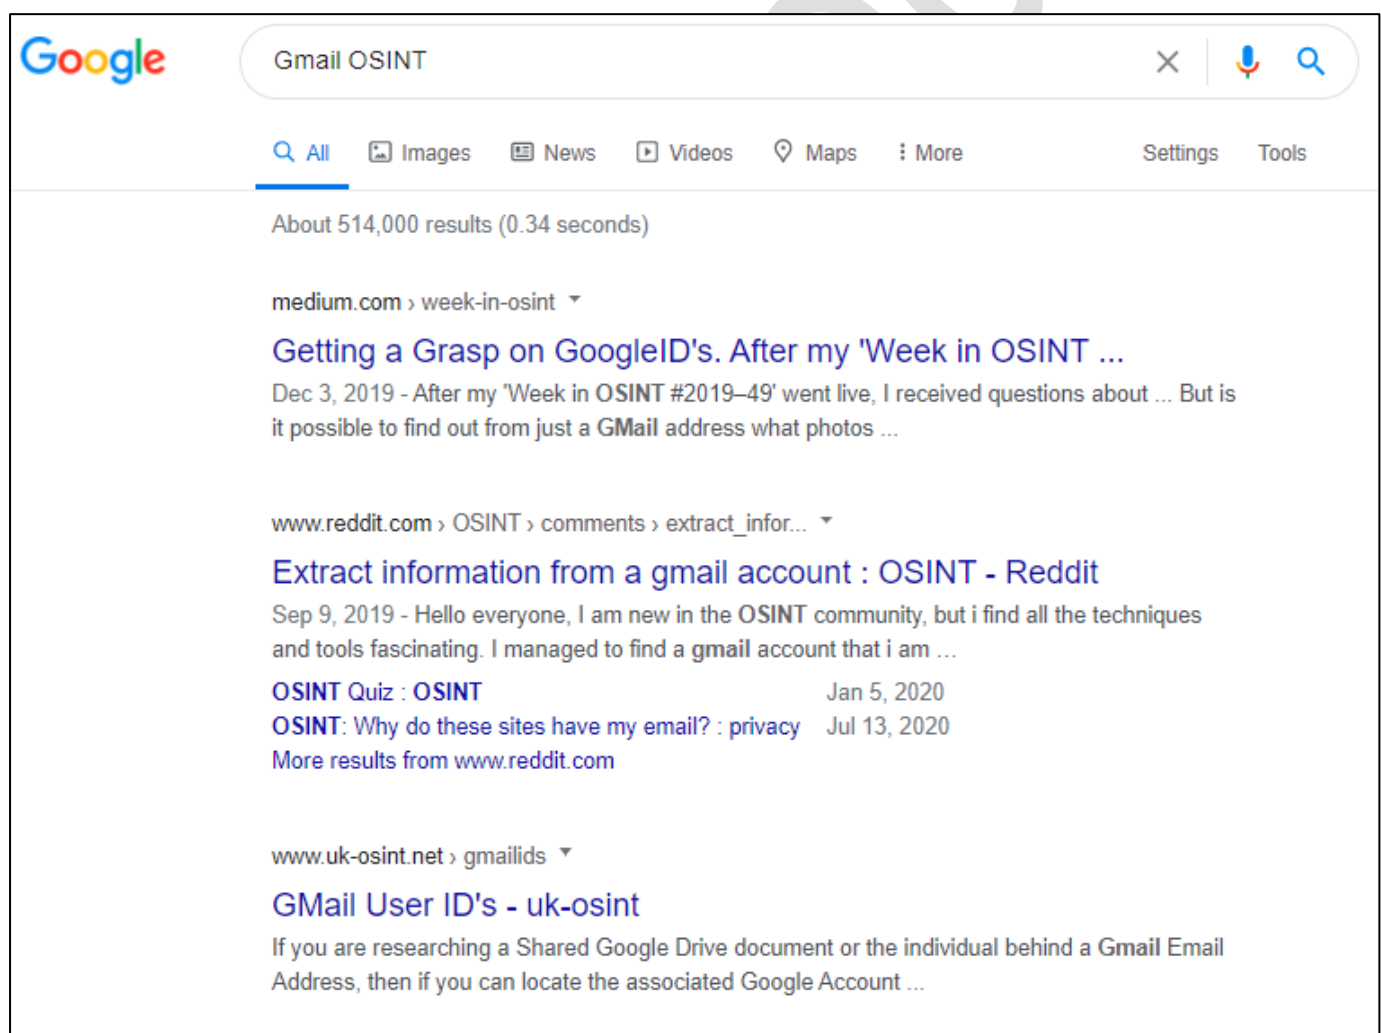 Google
Gmail OSINT
All Images News Videos Maps More Settings Tools
About 514,000 results (0.34 seconds)
medium.com › week-in-osint
Getting a Grasp on GoogleID's. After my 'Week in OSINT ...
Dec 3, 2019 - After my 'Week in OSINT #2019–49' went live, I received questions about ... But is
it possible to find out from just a GMail address what photos ...
www.reddit.com › OSINT › comments › extract_infor...
Extract information from a gmail account : OSINT - Reddit
Sep 9, 2019 - Hello everyone, I am new in the OSINT community, but i find all the techniques
and tools fascinating. I managed to find a gmail account that i am ...
OSINT Quiz : OSINT Jan 5, 2020
OSINT: Why do these sites have my email? : privacy Jul 13, 2020
More results from www.reddit.com
www.uk-osint.net › gmailids
GMail User ID's - uk-osint
If you are researching a Shared Google Drive document or the individual behind a Gmail Email
Address, then if you can locate the associated Google Account ...